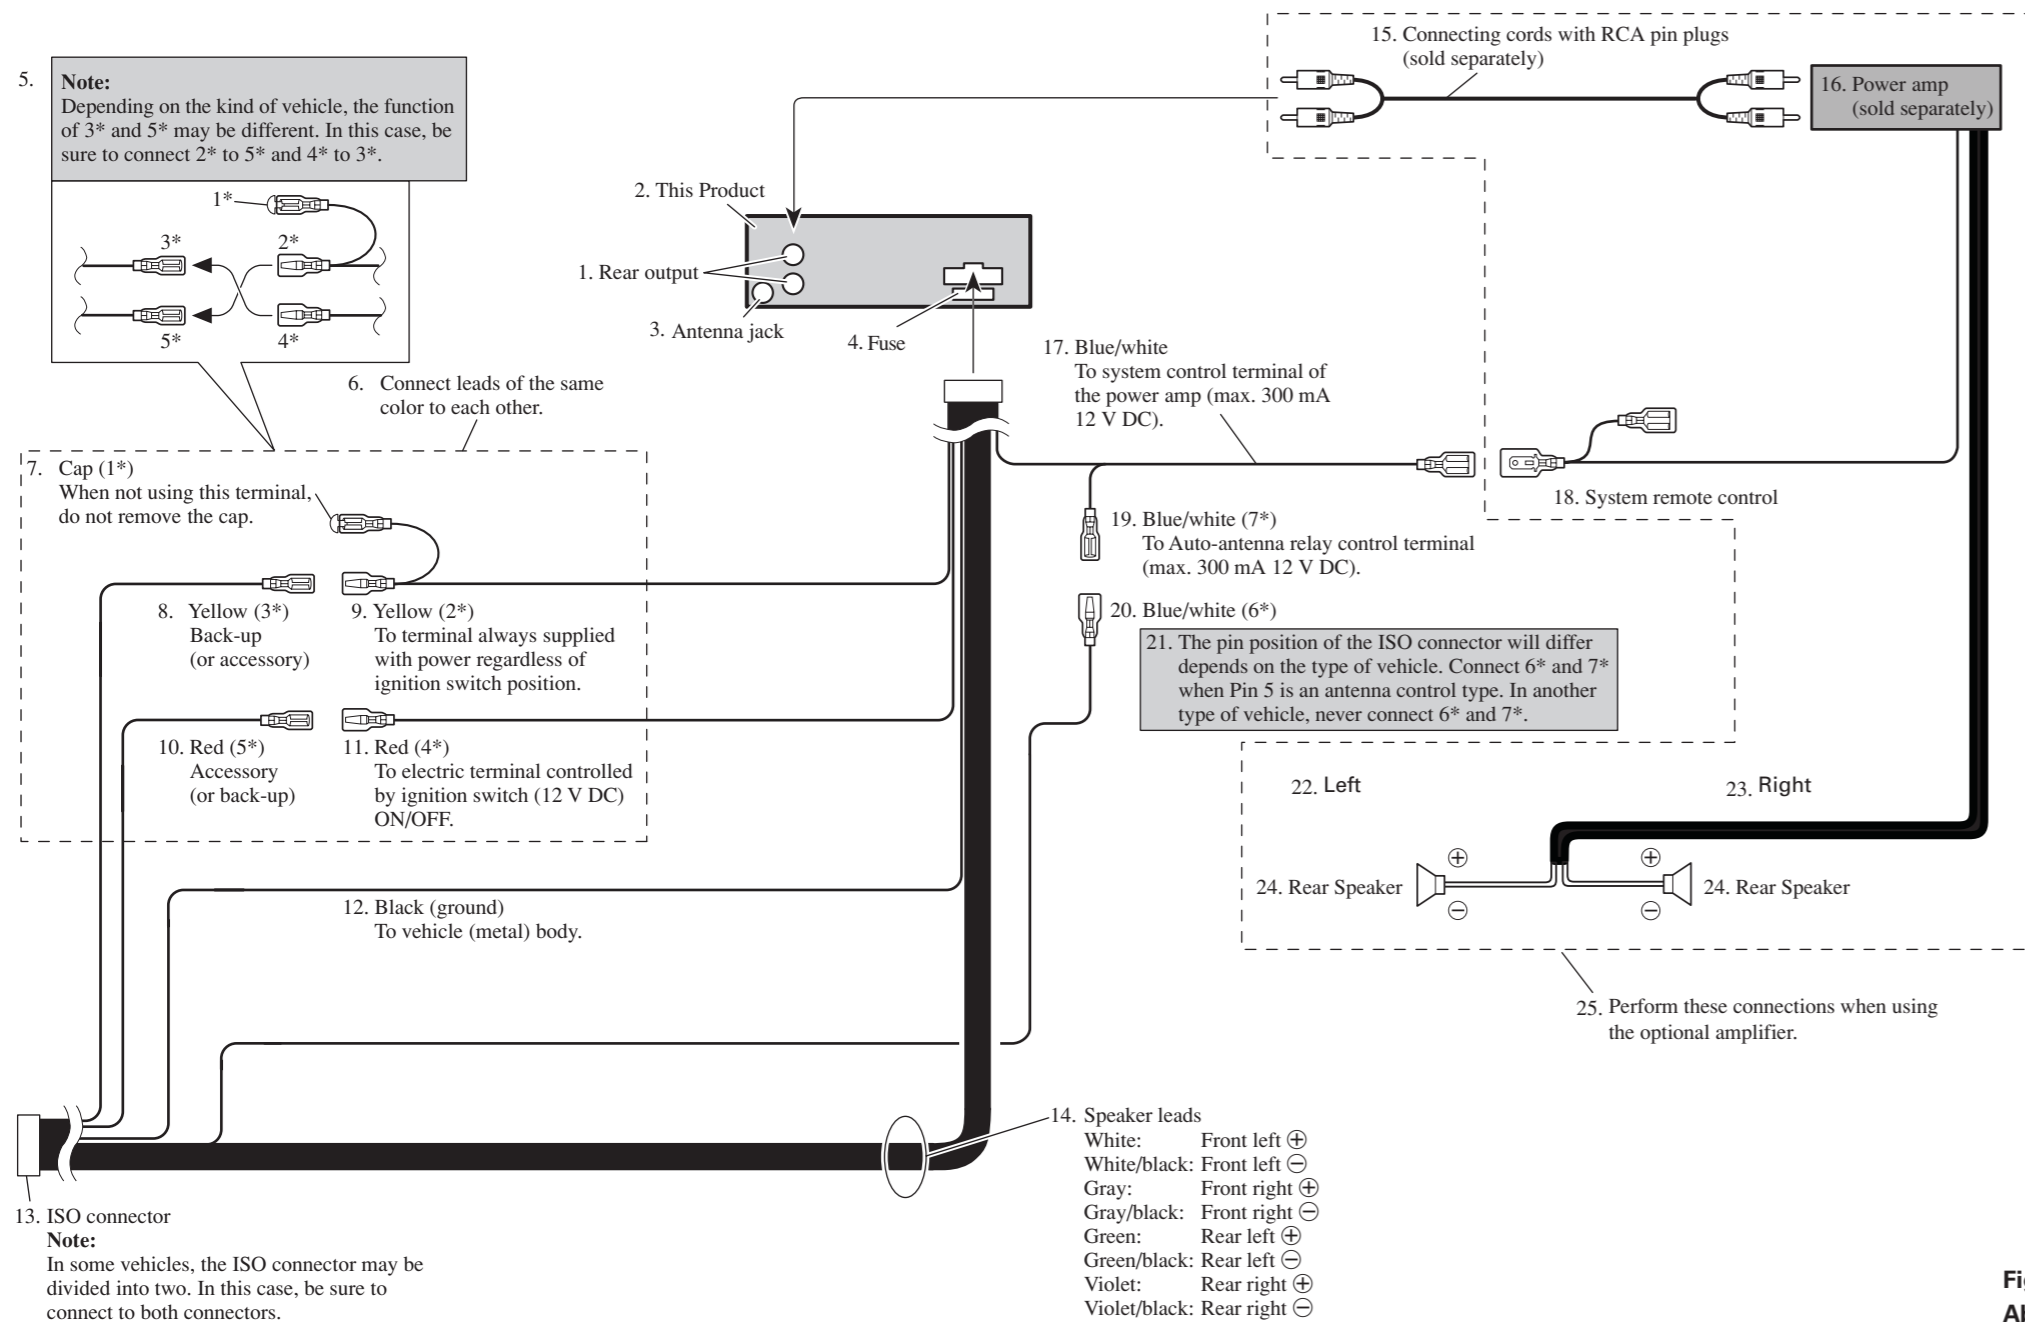 5. Note:
Depending on the kind of vehicle, the function
of 3* and 5* may be different. In this case, be
sure to connect 2* to 5* and 4* to 3*.
1*
3*
2*
5*
4*
15. Connecting cords with RCA pin plugs
(sold separately)
16. Power amp
(sold separately)
2. This Product
1. Rear output
3. Antenna jack
4. Fuse
6. Connect leads of the same
color to each other.
17. Blue/white
To system control terminal of
the power amp (max. 300 mA
12 V DC).
18. System remote control
7. Cap (1*)
When not using this terminal,
do not remove the cap.
19. Blue/white (7*)
To Auto-antenna relay control terminal
(max. 300 mA 12 V DC).
8. Yellow (3*)
Back-up
(or accessory)
9. Yellow (2*)
To terminal always supplied
with power regardless of
ignition switch position.
20. Blue/white (6*)
21. The pin position of the ISO connector will differ
depends on the type of vehicle. Connect 6* and 7*
when Pin 5 is an antenna control type. In another
type of vehicle, never connect 6* and 7*.
10. Red (5*)
Accessory
(or back-up)
11. Red (4*)
To electric terminal controlled
by ignition switch (12 V DC)
ON/OFF.
22. Left
23. Right
⊕
⊕
24. Rear Speaker
24. Rear Speaker
⊖
⊖
12. Black (ground)
To vehicle (metal) body.
25. Perform these connections when using
the optional amplifier.
14. Speaker leads
White: Front left ⊕
White/black: Front left ⊖
Gray: Front right ⊕
Gray/black: Front right ⊖
Green: Rear left ⊕
Green/black: Rear left ⊖
Violet: Rear right ⊕
Violet/black: Rear right ⊖
13. ISO connector
Note:
In some vehicles, the ISO connector may be
divided into two. In this case, be sure to
connect to both connectors.